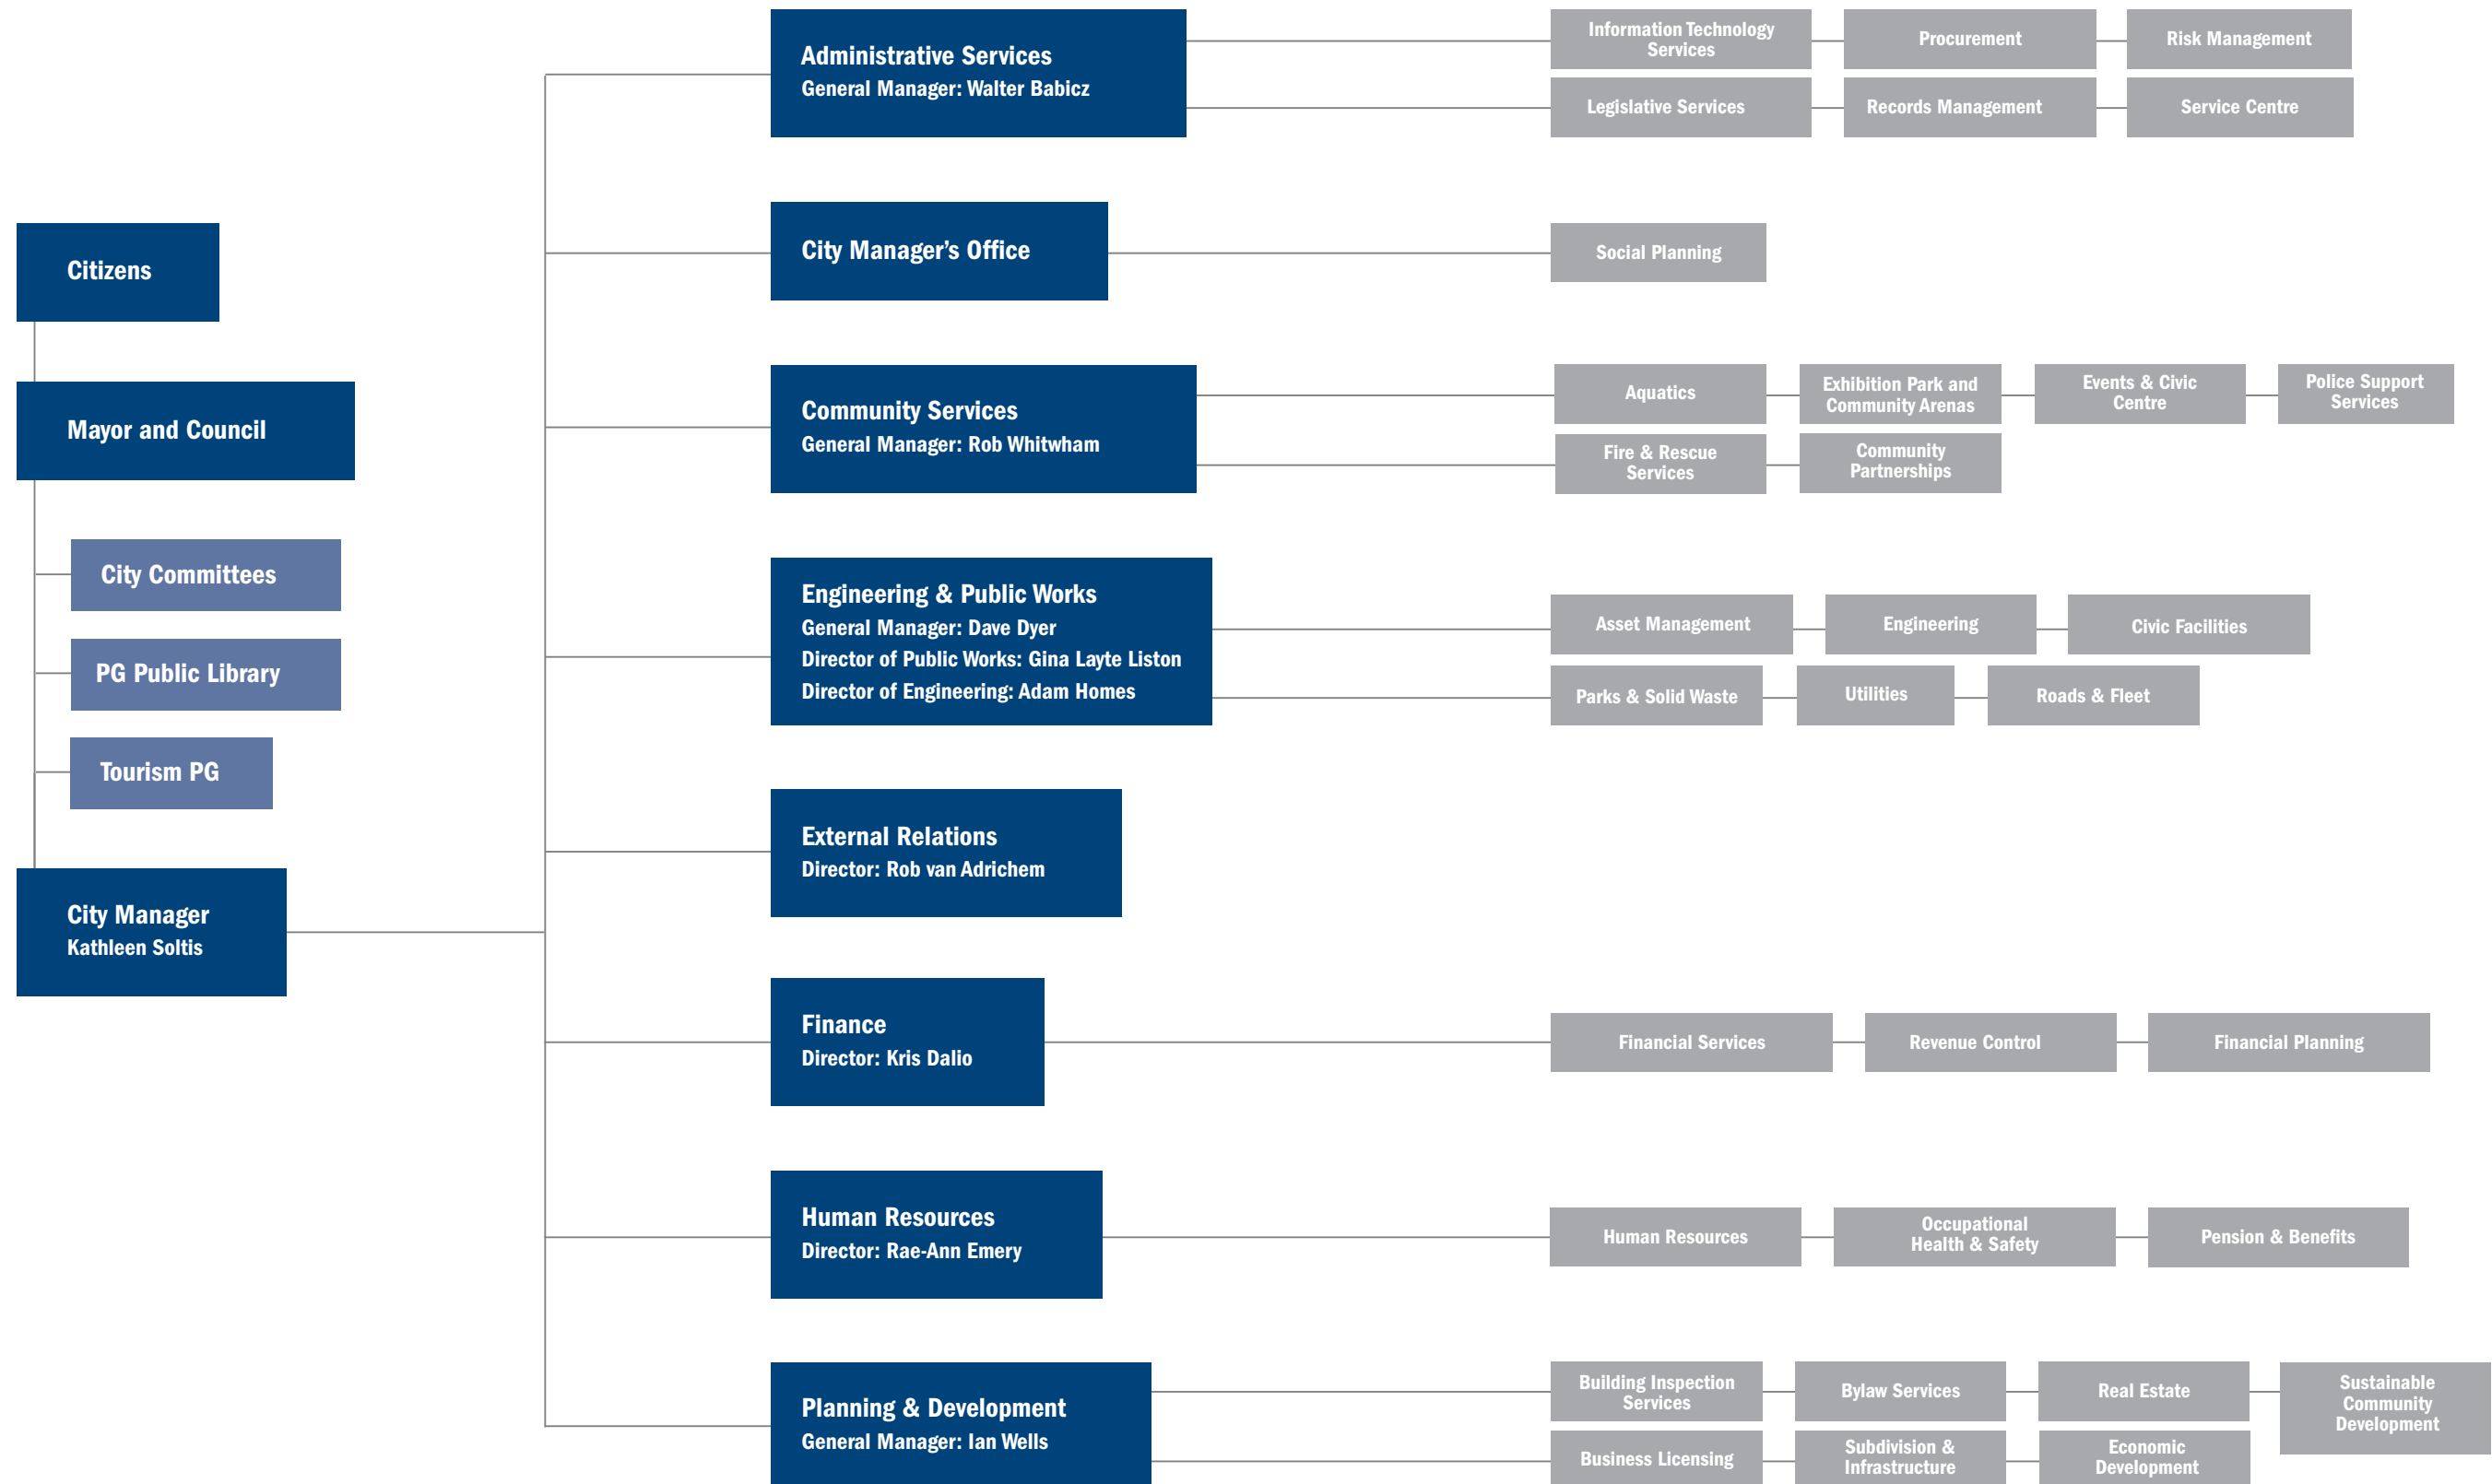 Citizens
Mayor and Council
City Committees
PG Public Library
Tourism PG
City Manager
Kathleen Soltis
Administrative Services
General Manager: Walter Babicz
Information Technology
Services
Procurement
Risk Management
Legislative Services
Records Management
Service Centre
City Manager’s Office
Social Planning
Community Services
General Manager: Rob Whitwham
Aquatics
Exhibition Park and
Community Arenas
Events & Civic
Centre
Police Support
Services
Fire & Rescue
Services
Community
Partnerships
Engineering & Public Works
General Manager: Dave Dyer
Director of Public Works: Gina Layte Liston
Director of Engineering: Adam Homes
Asset Management
Engineering
Civic Facilities
Parks & Solid Waste
Utilities
Roads & Fleet
External Relations
Director: Rob van Adrichem
Finance
Director: Kris Dalio
Financial Services
Revenue Control
Financial Planning
Human Resources
Director: Rae-Ann Emery
Human Resources
Occupational
Health & Safety
Pension & Benefits
Planning & Development
General Manager: Ian Wells
Building Inspection
Services
Bylaw Services
Real Estate
Sustainable
Community
Development
Business Licensing
Subdivision &
Infrastructure
Economic
Development